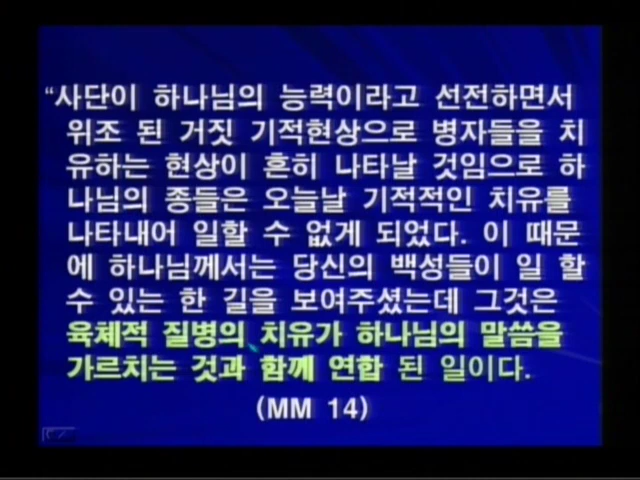 “사단이 하나님의 능력이라고 선전하면서
위조 된 거짓 기적현상으로 병자들을 치
유하는 현상이 흔히 나타날 것임으로 하
나님의 종들은 오늘날 기적적인 치유를
나타내어 일할 수 없게 되었다. 이 때문
에 하나님께서는 당신의 백성들이 일 할
수 있는 한 길을 보여주셨는데 그것은
육체적 질병의 치유가 하나님의 말씀을
가르치는 것과 함께 연합 된 일이다.
(MM 14)